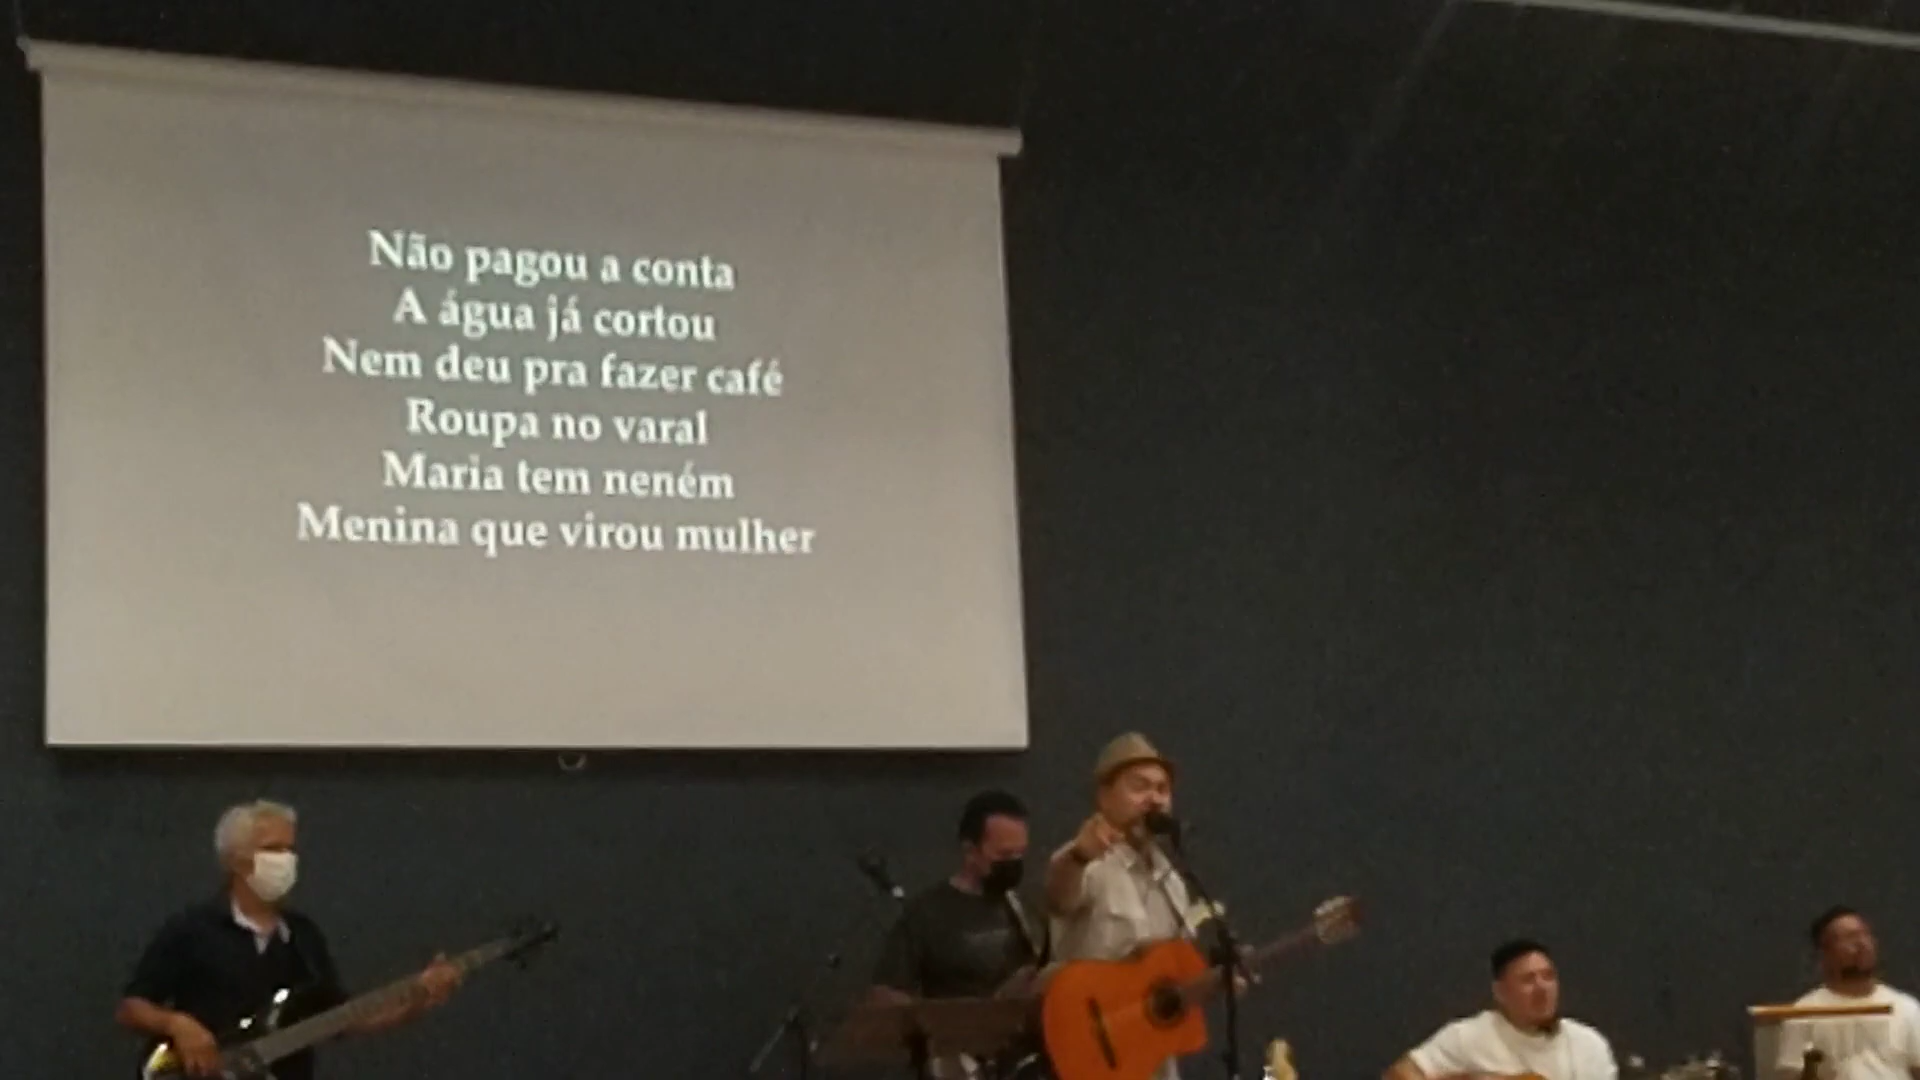 Não pagou a conta
A água já cortou
Nem deu pra fazer café
Roupa no varal
Maria tem neném
Menina que virou mulher